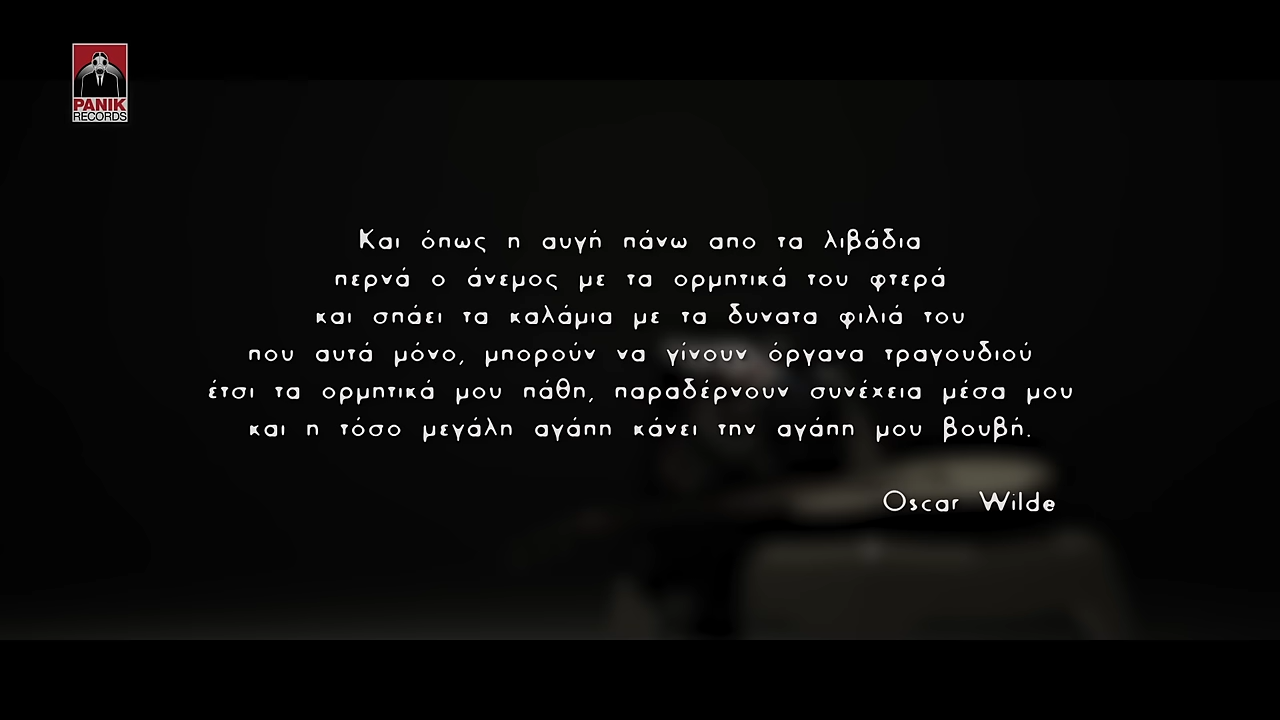 PANIK
RECORDS
Και όπως η αυγή πάνω απο τα λιβάδια
περνά ο άνεμος με τα ορμητικά του φτερά
και σπάει τα καλάμια με τα δυνατα φιλιά του
που αυτά μόνο, μπορούν να γίνουν όργανα τραγουδιού
έτσι τα ορμητικά μου πάθη, παραδέρνουν συνέχεια μέσα μου
και η τόσο μεγάλη αγάπη κάνει την αγάπη μου βουβή.
Oscar Wilde